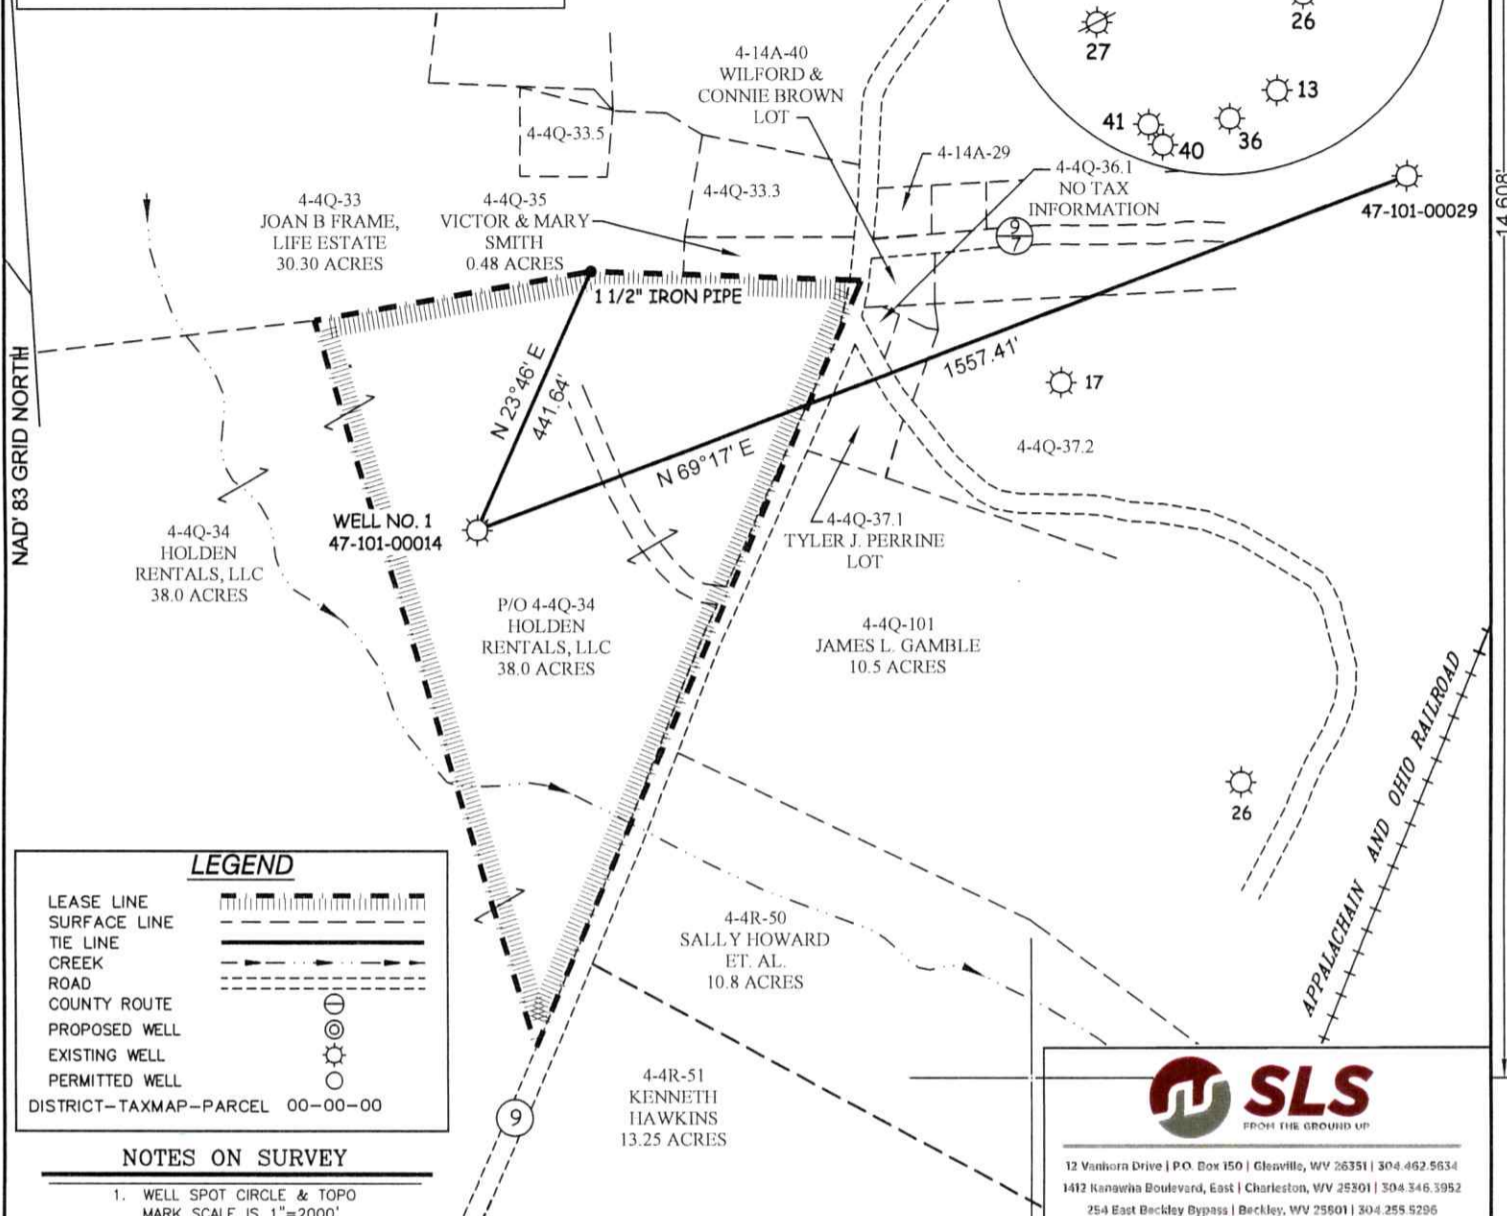 26
27
13
41
40
36
14,608'
4-14A-40
WILFORD &
CONNIE BROWN
LOT
4-4Q-33.5
4-14A-29
4-4Q-36.1
NO TAX
INFORMATION
47-101-00029
4-4Q-33
JOAN B FRAME,
LIFE ESTATE
30.30 ACRES
4-4Q-35
VICTOR & MARY
SMITH
0.48 ACRES
4-4Q-33.3
9
7
1 1/2" IRON PIPE
NAD' 83 GRID NORTH
N 23°46' E
441.64'
1557.41'
N 69°17' E
17
4-4Q-37.2
WELL NO. 1
47-101-00014
4-4Q-34
HOLDEN
RENTALS, LLC
38.0 ACRES
4-4Q-37.1
TYLER J. PERRINE
LOT
P/O 4-4Q-34
HOLDEN
RENTALS, LLC
38.0 ACRES
4-4Q-101
JAMES L. GAMBLE
10.5 ACRES
26
APPALACHAIN AND OHIO RAILROAD
LEGEND
LEASE LINE
SURFACE LINE
TIE LINE
CREEK
ROAD
COUNTY ROUTE
PROPOSED WELL
EXISTING WELL
PERMITTED WELL
DISTRICT-TAXMAP-PARCEL 00-00-00
4-4R-50
SALLY HOWARD
ET. AL.
10.8 ACRES
4-4R-51
KENNETH
HAWKINS
13.25 ACRES
9
NOTES ON SURVEY
1. WELL SPOT CIRCLE & TOPO
MARK SCALE IS 1"=2000'
SLS
FROM THE GROUND UP
12 Vanhorn Drive | P.O. Box 150 | Glenville, WV 26351 | 304.462.5634
1412 Kanawha Boulevard, East | Charleston, WV 25301 | 304.346.3952
254 East Beckley Bypass | Beckley, WV 25801 | 304.255.5296